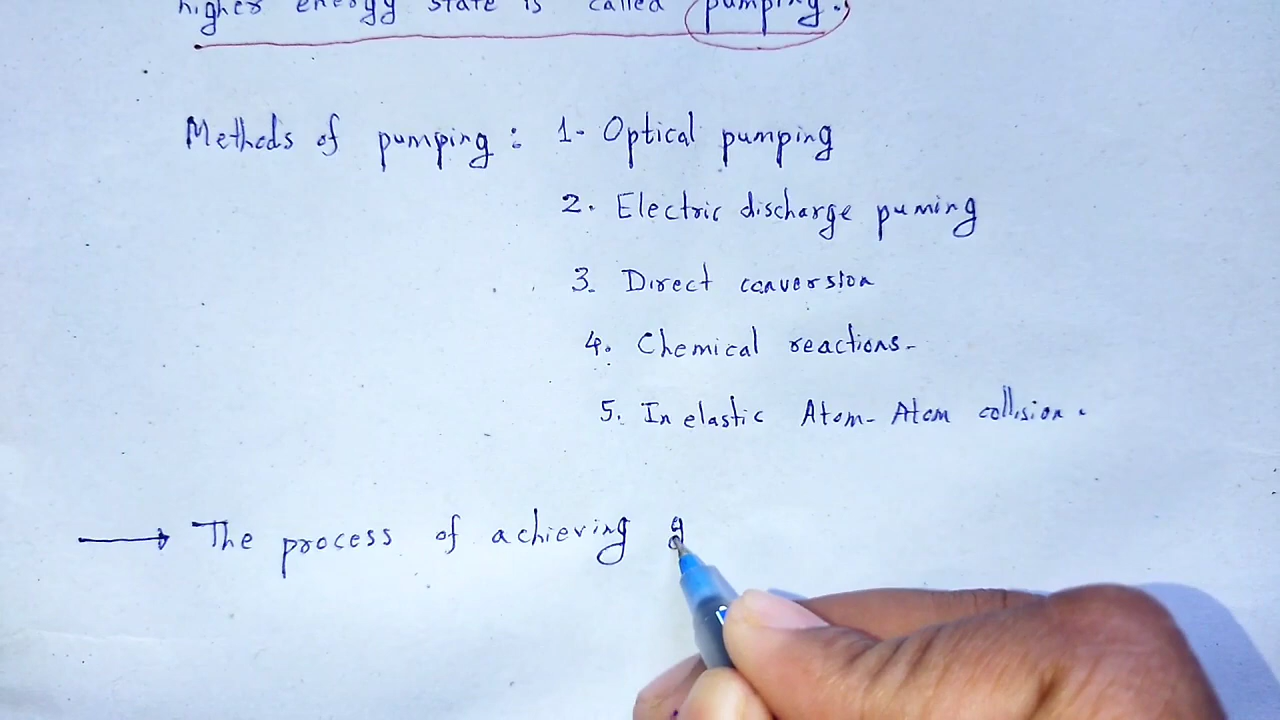 higher energy state is called pumping.
Methods of pumping : 1- Optical pumping
2. Electric discharge puming
3. Direct conversion
4. Chemical reactions-
5. In elastic Atom-Atom collision.
→ The process of achieving